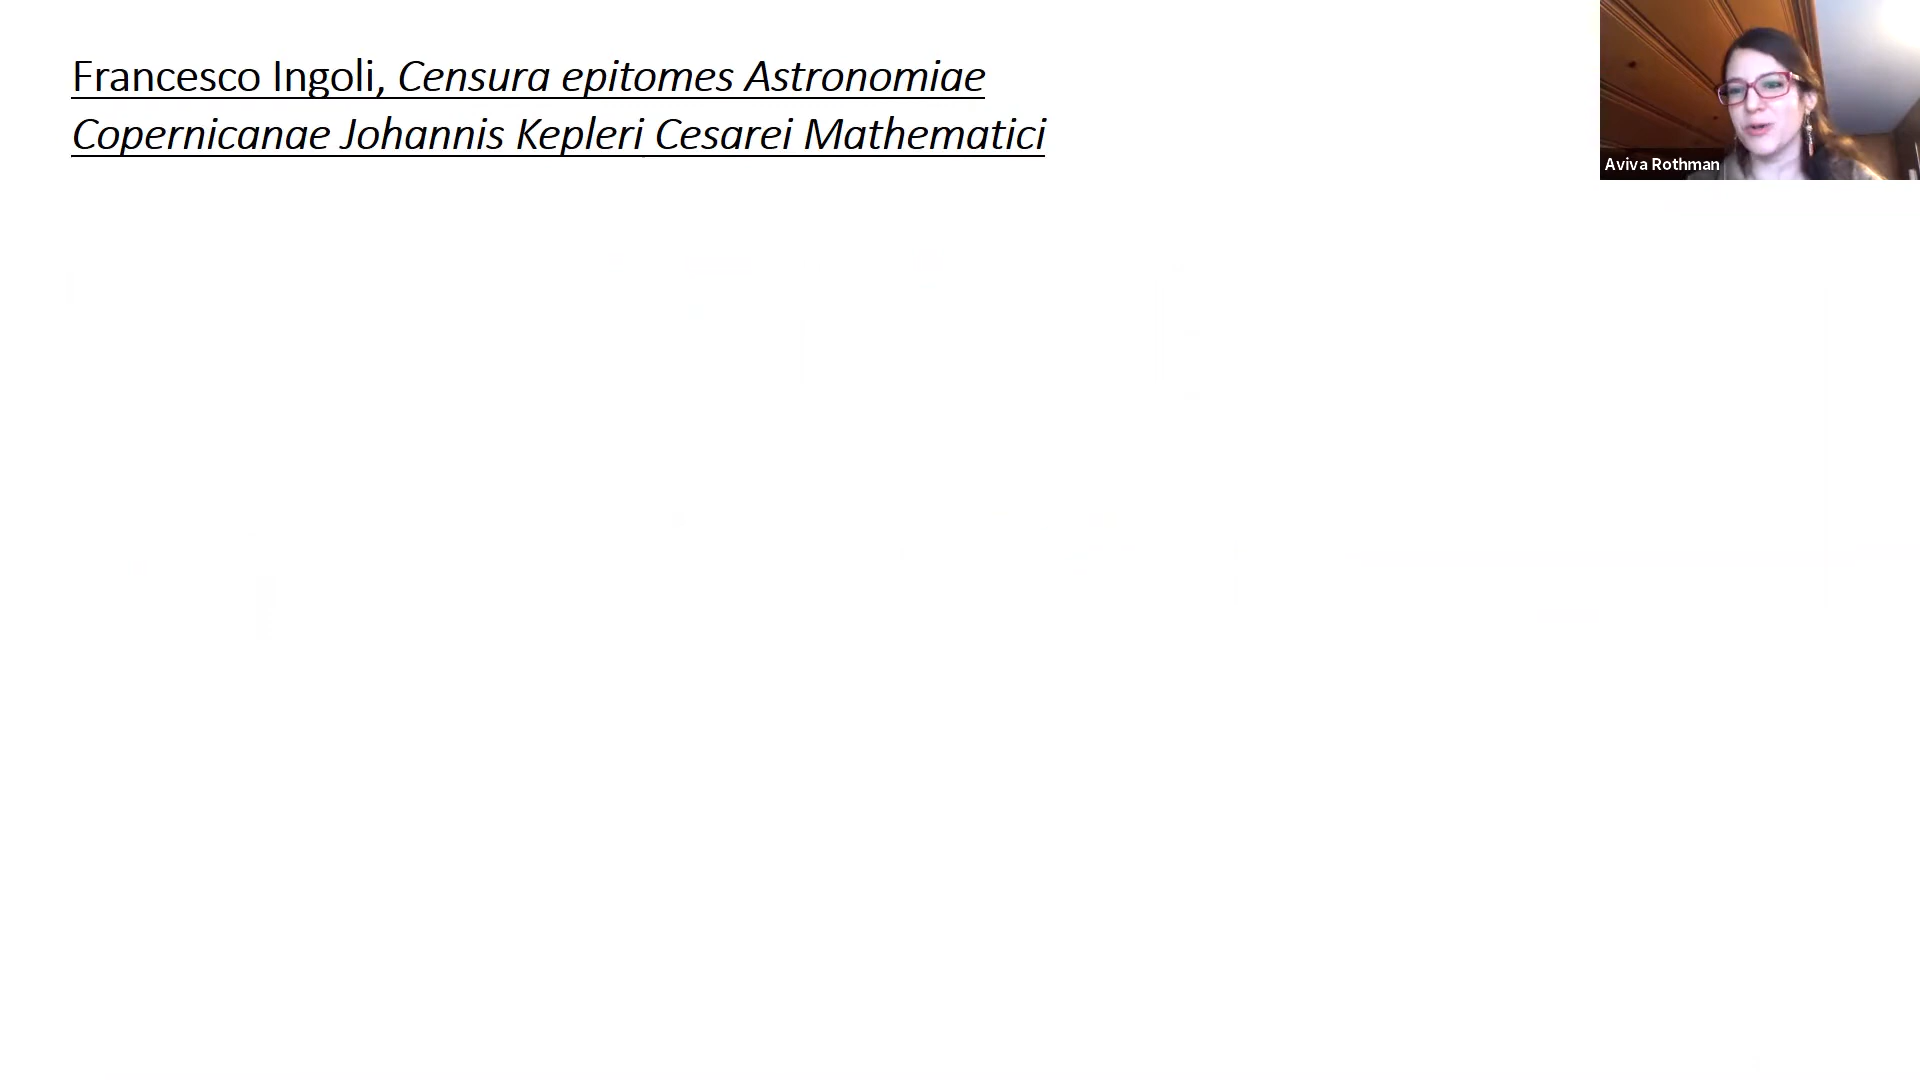 Francesco Ingoli, Censura epitomes Astronomiae
Copernicanae Johannis Kepleri Cesarei Mathematici
Aviva Rothman